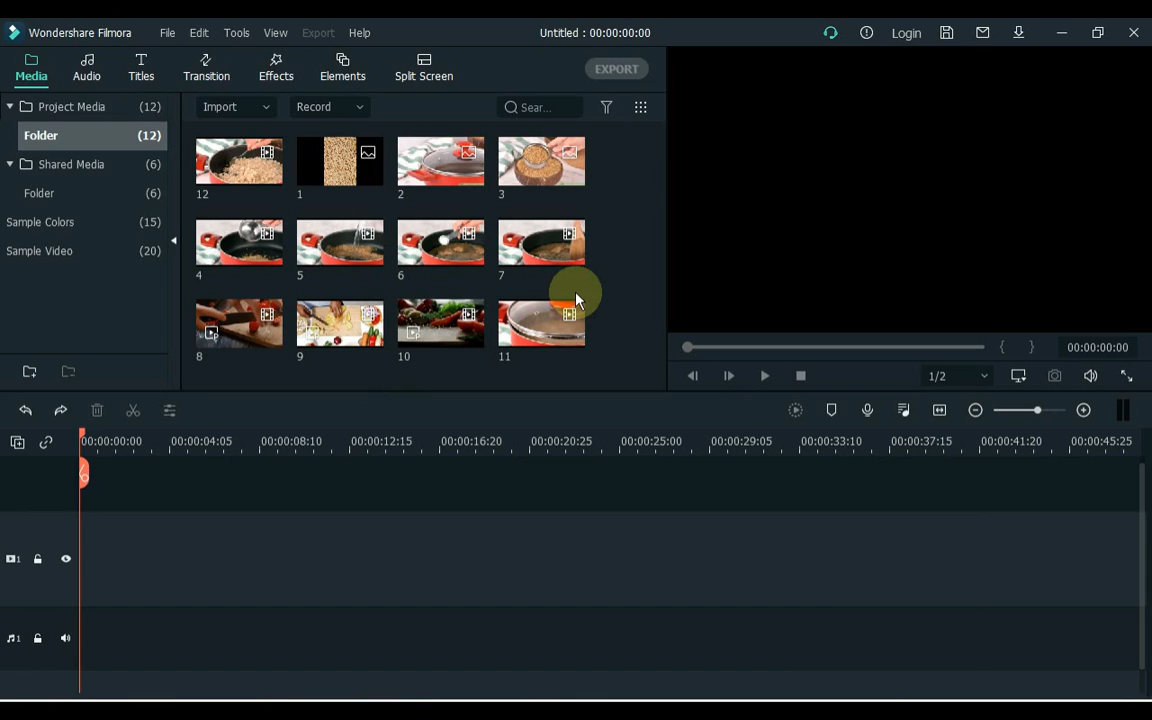 Wondershare Filmora File Edit Tools View Export Help Untitled : 00:00:00:00 Login
Media Audio Titles Transition Effects Elements Split Screen EXPORT
Project Media (12) Import Record Sear...
Folder (12)
Shared Media (6)
Folder (6)
Sample Colors (15)
Sample Video (20)
12 1 2 3
4 5 6 7
8 9 10 11
{ } 00:00:00:00
1/2
00:00:00:00 00:00:04:05 00:00:08:10 00:00:12:15 00:00:16:20 00:00:20:25 00:00:25:00 00:00:29:05 00:00:33:10 00:00:37:15 00:00:41:20 00:00:45:25
1
1